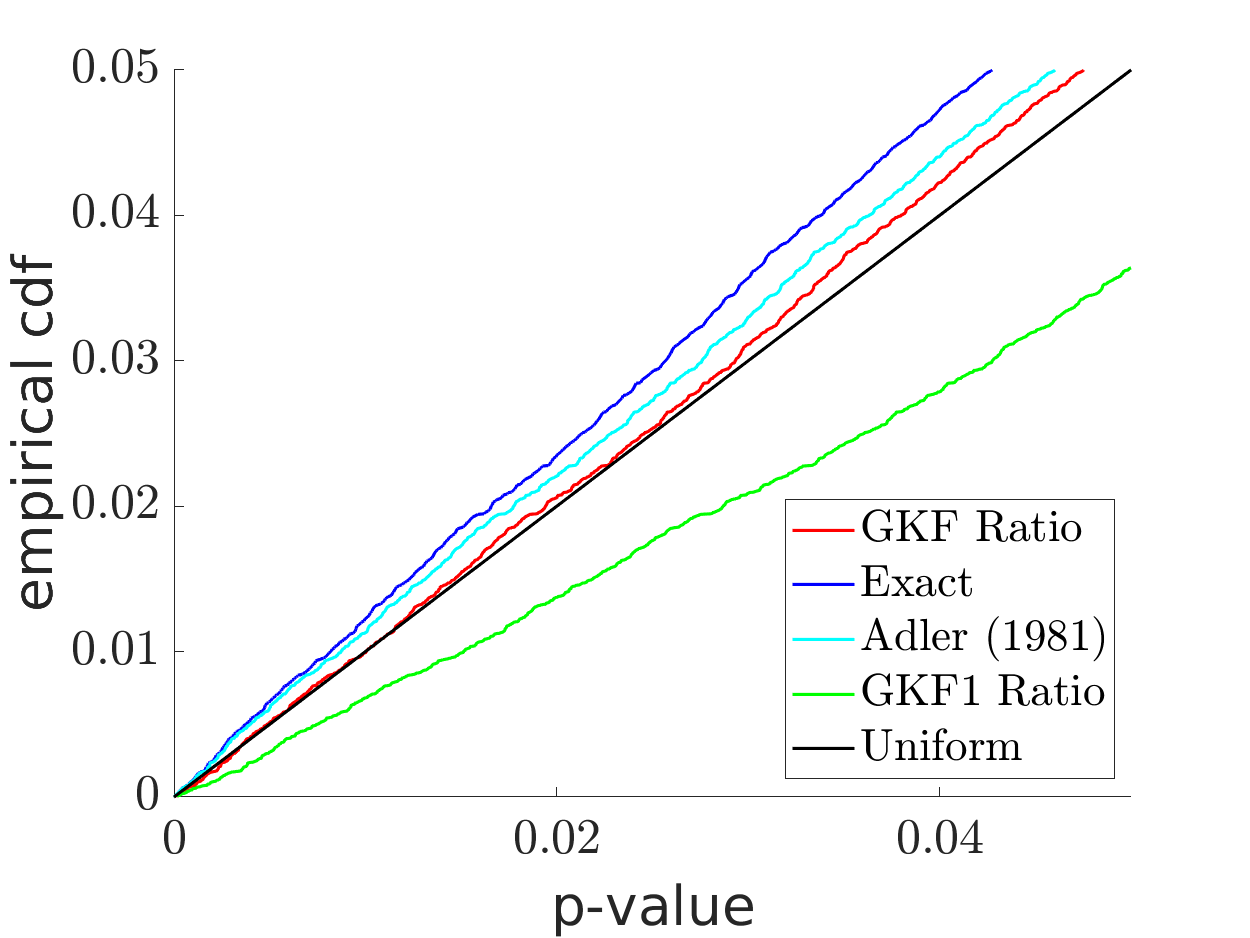 0.05
0.04
0.03
0.02
0.01
0
empirical cdf
GKF Ratio
Exact
Adler (1981)
GKF1 Ratio
Uniform
0 0.02 0.04
p-value